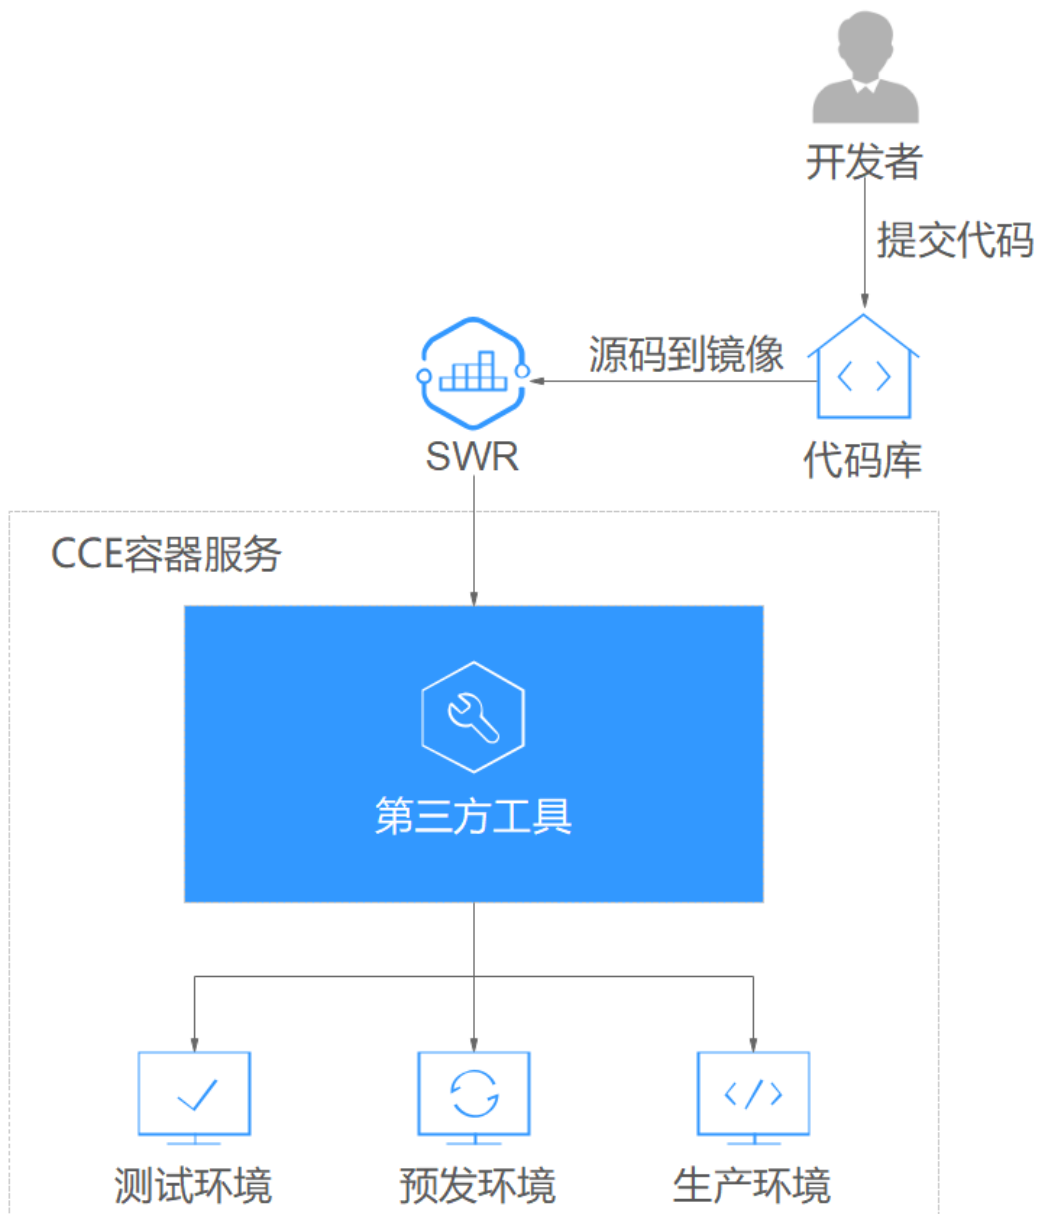 开发者
提交代码
源码到镜像
SWR
代码库
CCE容器服务
第三方工具
测试环境
预发环境
生产环境